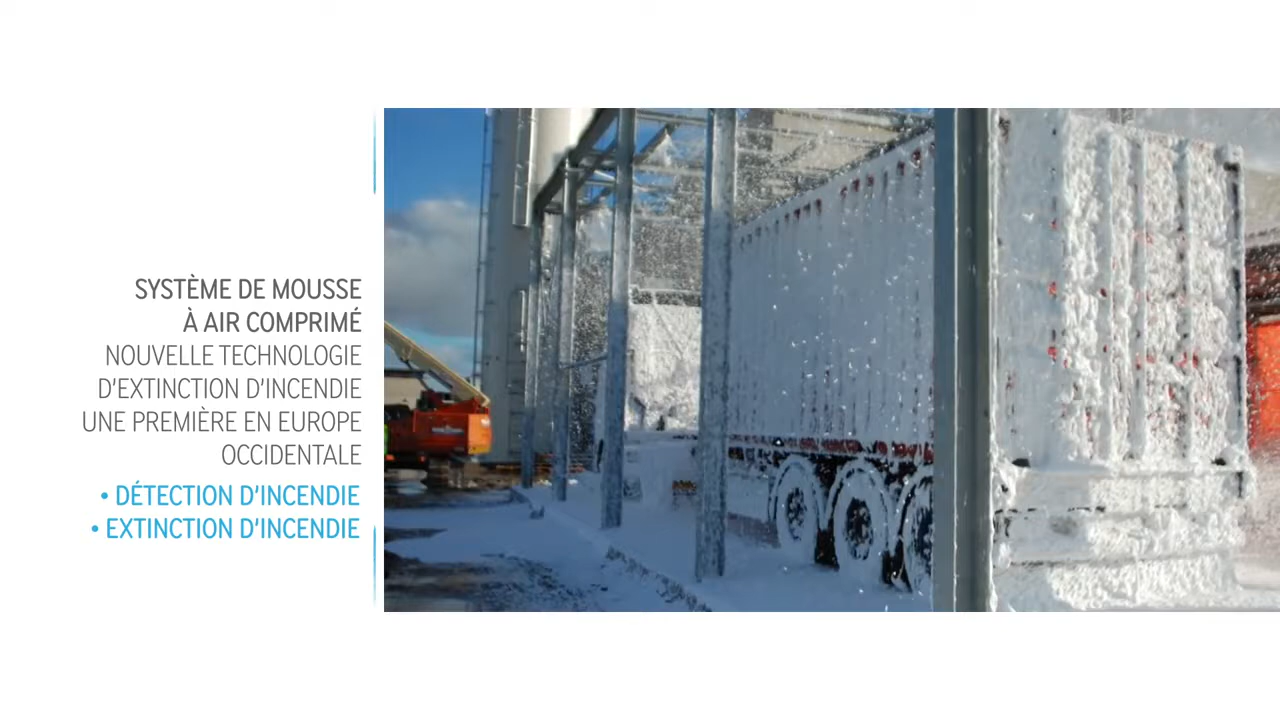 SYSTÈME DE MOUSSE
À AIR COMPRIMÉ
NOUVELLE TECHNOLOGIE
D'EXTINCTION D'INCENDIE
UNE PREMIÈRE EN EUROPE
OCCIDENTALE
• DÉTECTION D'INCENDIE
• EXTINCTION D'INCENDIE